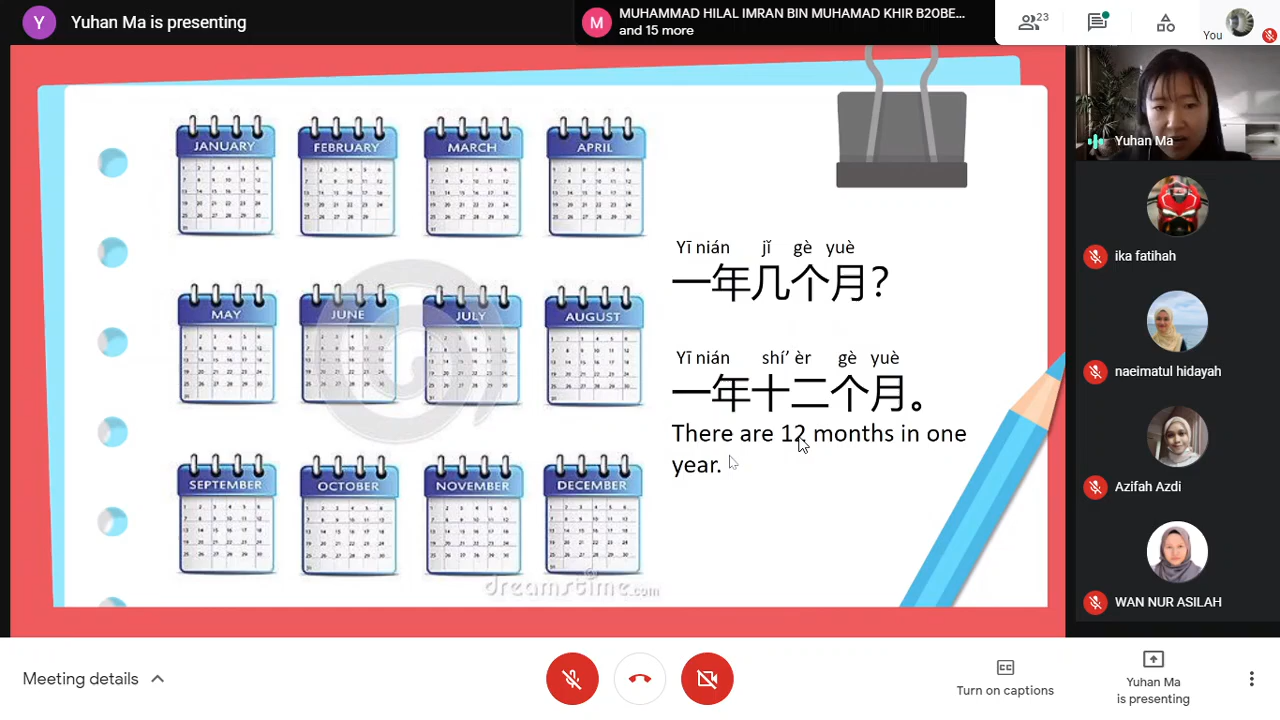 Y
Yuhan Ma is presenting
M
MUHAMMAD HILAL IMRAN BIN MUHAMAD KHIR B20BE...
and 15 more
23
You
JANUARY
FEBRUARY
MARCH
APRIL
MAY
JUNE
JULY
AUGUST
SEPTEMBER
OCTOBER
NOVEMBER
DECEMBER
Yī nián jǐ gè yuè
一年几个月?
Yī nián shí’ èr gè yuè
一年十二个月。
There are 12 months in one
year.
dreamstime.com
Yuhan Ma
ika fatihah
naeimatul hidayah
Azifah Azdi
WAN NUR ASILAH
Meeting details
CC
Turn on captions
Yuhan Ma
is presenting